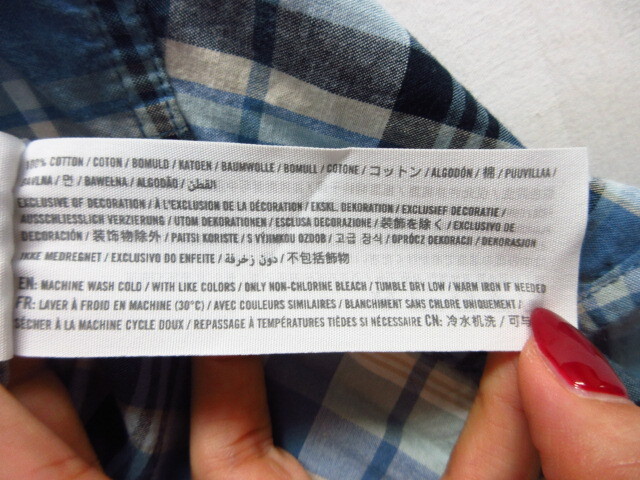 100% COTTON / COTON / BOMULD / KATOEN / BAUMWOLLE / BOMULL / COTONE / コットン / ALGODÓN / 棉 / PUUVILLAA /
BAVLNA / 면 / BAWEŁNA / ALGODÃO / القطن
EXCLUSIVE OF DECORATION / À L'EXCLUSION DE LA DÉCORATION / EKSKL. DEKORATION / EXCLUSIEF DECORATIE /
AUSSCHLIESSLICH VERZIERUNG / UTOM DEKORATIONEN / ESCLUSA DECORAZIONE / 装飾を除く / EXCLUSIVO DE
DECORACIÓN / 装饰物除外 / PAITSI KORISTE / S VÝJIMKOU OZDOB / 고급 장식 / OPRÓCZ DEKORACJI / DEKORASJON
IKKE MEDREGNET / EXCLUSIVO DO ENFEITE / دون زخرفة / 不包括飾物
EN: MACHINE WASH COLD / WITH LIKE COLORS / ONLY NON-CHLORINE BLEACH / TUMBLE DRY LOW / WARM IRON IF NEEDED
FR: LAVER À FROID EN MACHINE (30°C) / AVEC COULEURS SIMILAIRES / BLANCHIMENT SANS CHLORE UNIQUEMENT /
SÉCHER À LA MACHINE CYCLE DOUX / REPASSAGE À TEMPÉRATURES TIÈDES SI NÉCESSAIRE CN: 冷水机洗 / 可与